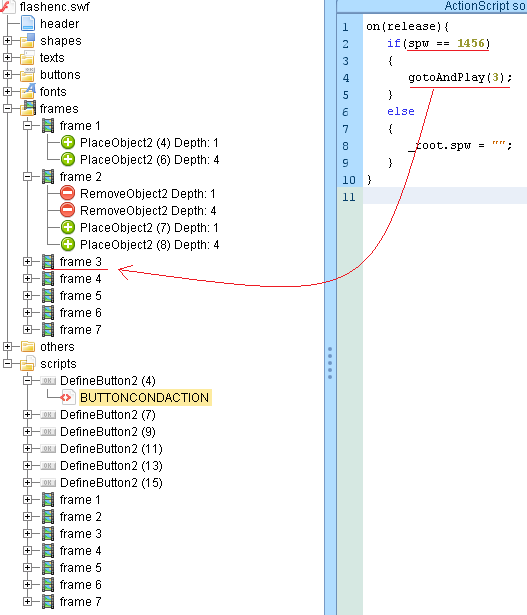 flashenc.swf
header
shapes
texts
buttons
fonts
frames
frame 1
PlaceObject2 (4) Depth: 1
PlaceObject2 (6) Depth: 4
frame 2
RemoveObject2 Depth: 1
RemoveObject2 Depth: 4
PlaceObject2 (7) Depth: 1
PlaceObject2 (8) Depth: 4
frame 3
frame 4
frame 5
frame 6
frame 7
others
scripts
DefineButton2 (4)
BUTTONCONDACTION
DefineButton2 (7)
DefineButton2 (9)
DefineButton2 (11)
DefineButton2 (13)
DefineButton2 (15)
frame 1
frame 2
frame 3
frame 4
frame 5
frame 6
frame 7
ActionScript so
1 on(release){
2 if(spw == 1456)
3 {
4 gotoAndPlay(3);
5 }
6 else
7 {
8 _root.spw = "";
9 }
10 }
11